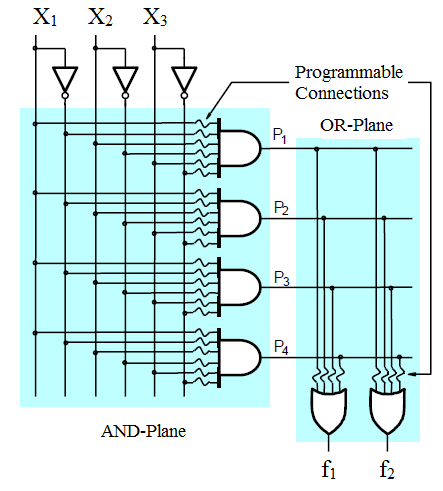 X1 X2 X3
Programmable
Connections
OR-Plane
P1
P2
P3
P4
AND-Plane
f1 f2